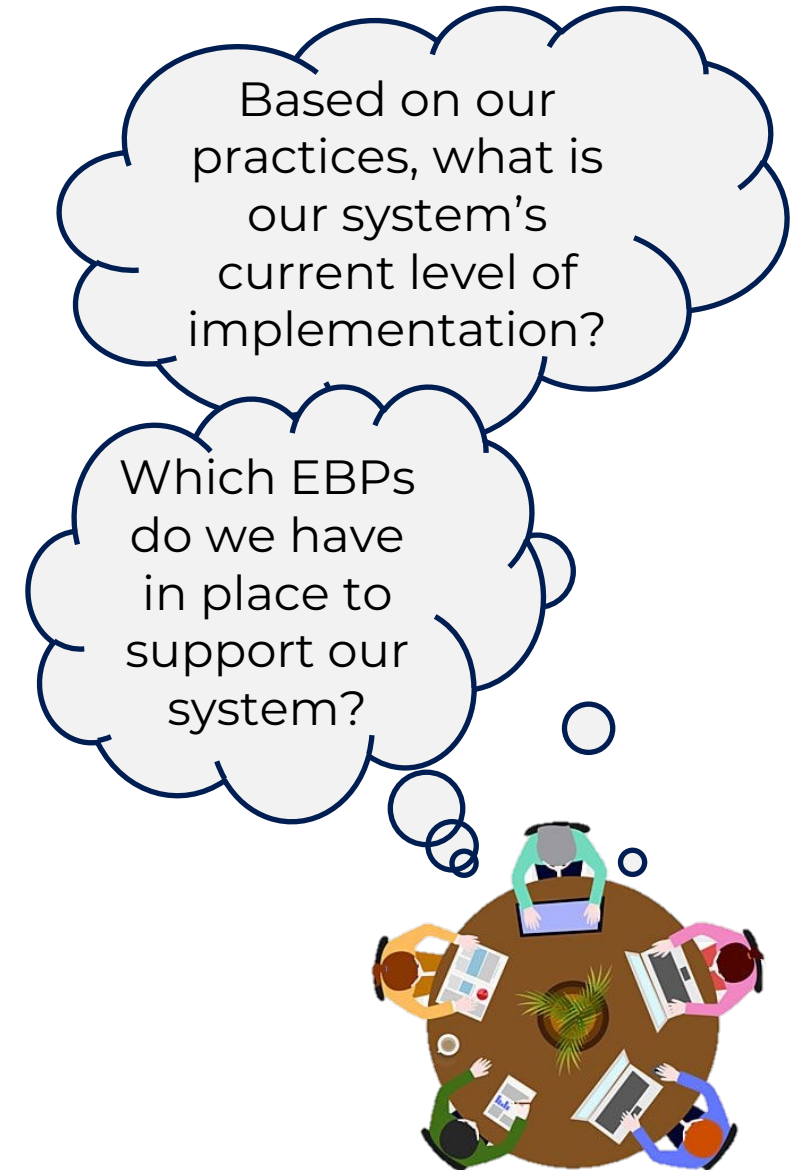 Based on our
practices, what is
our system’s
current level of
implementation?
Which EBPs
do we have
in place to
support our
system?